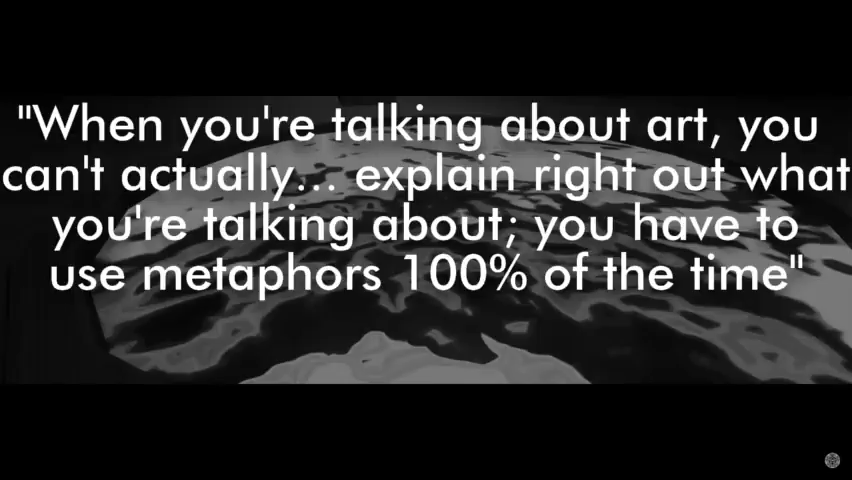 "When you're talking about art, you
can't actually... explain right out what
you're talking about; you have to
use metaphors 100% of the time"